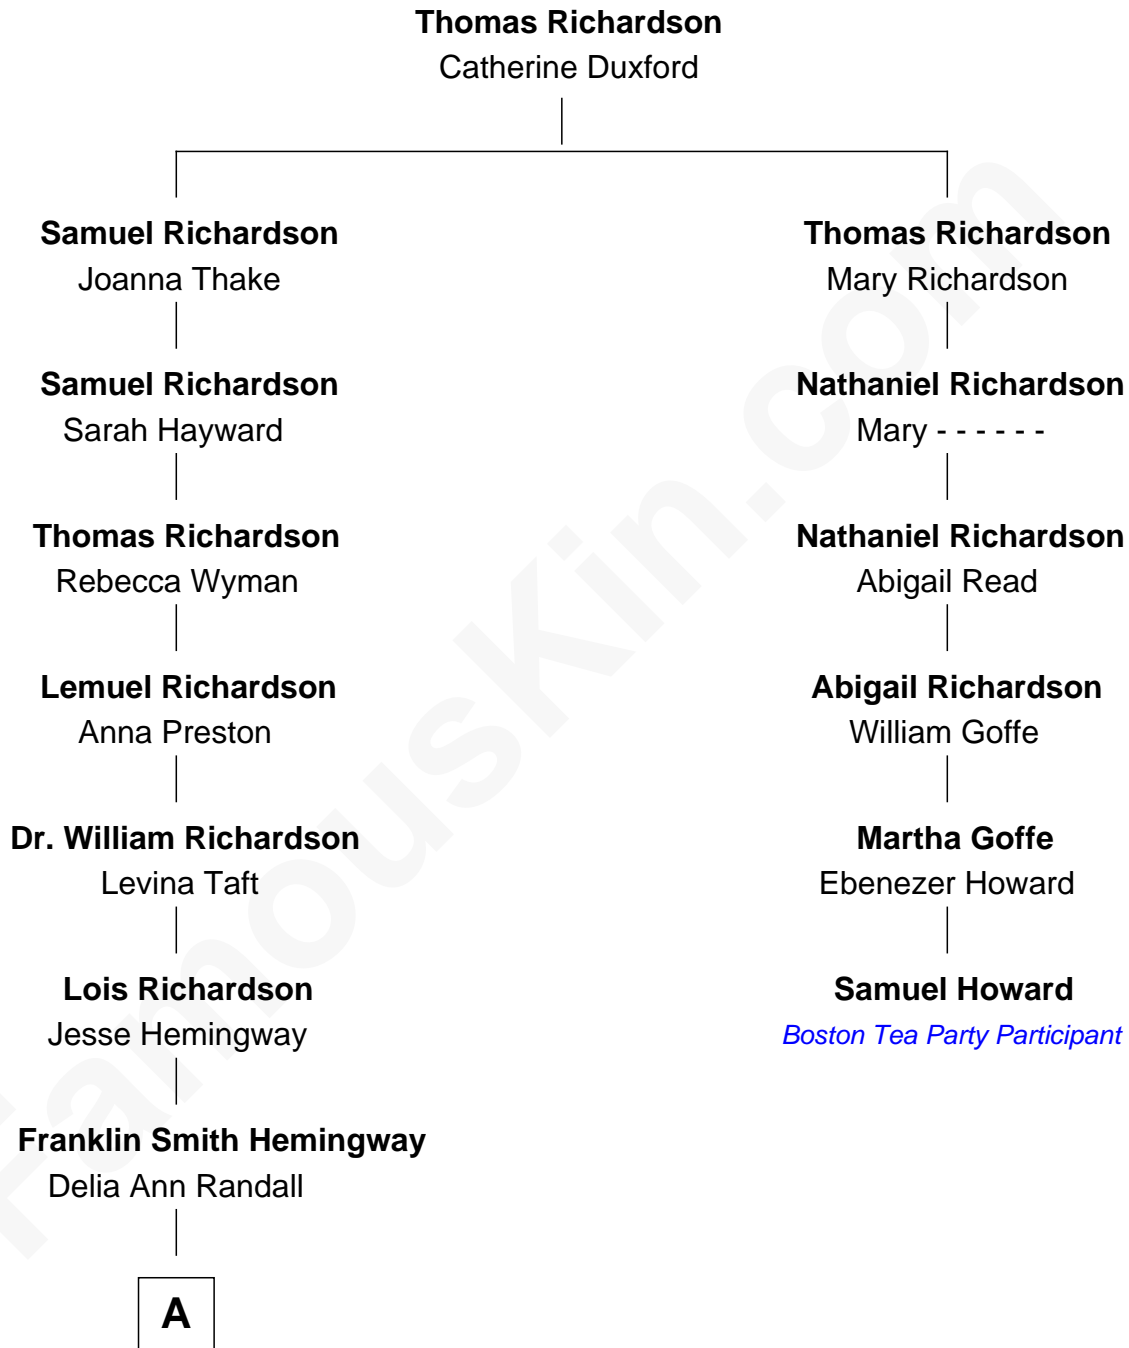 Thomas Richardson
Catherine Duxford
Samuel Richardson
Joanna Thake
Thomas Richardson
Mary Richardson
Samuel Richardson
Sarah Hayward
Nathaniel Richardson
Mary - - - - - -
Thomas Richardson
Rebecca Wyman
Nathaniel Richardson
Abigail Read
Lemuel Richardson
Anna Preston
Abigail Richardson
William Goffe
Dr. William Richardson
Levina Taft
Martha Goffe
Ebenezer Howard
Lois Richardson
Jesse Hemingway
Samuel Howard
Boston Tea Party Participant
Franklin Smith Hemingway
Delia Ann Randall
A
FamousKin.com